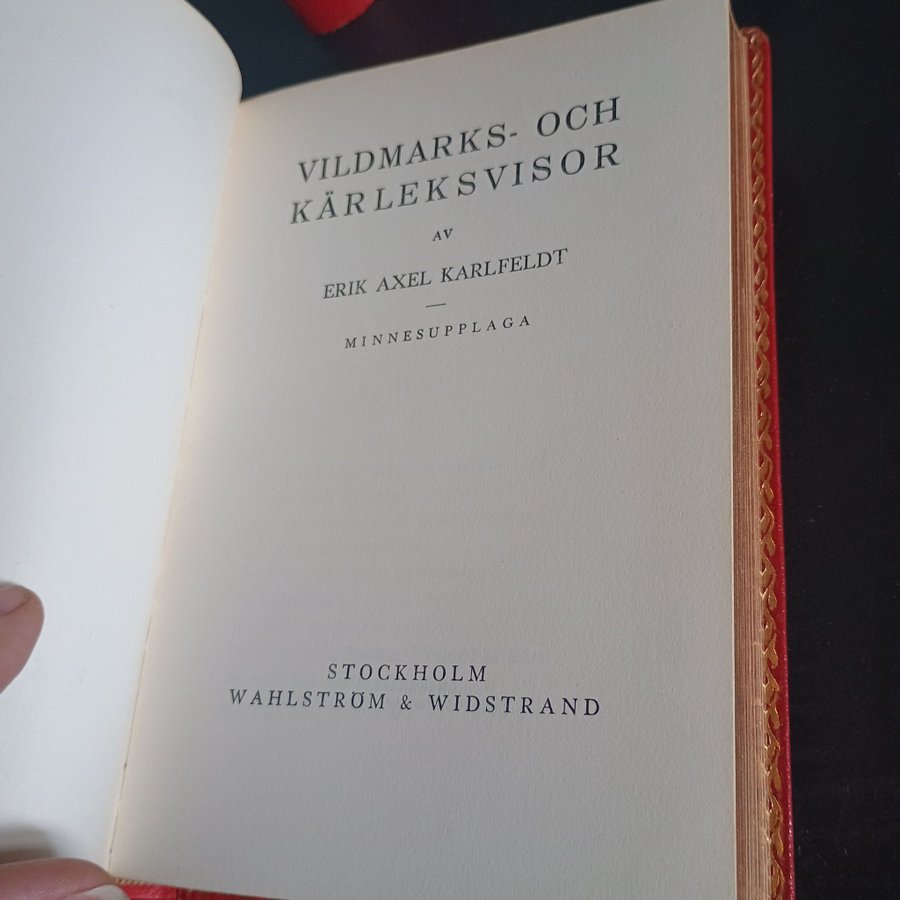 VILDMARKS- OCH
KÄRLEKSVISOR
AV
ERIK AXEL KARLFELDT
MINNESUPPLAGA
STOCKHOLM
WAHLSTRÖM & WIDSTRAND